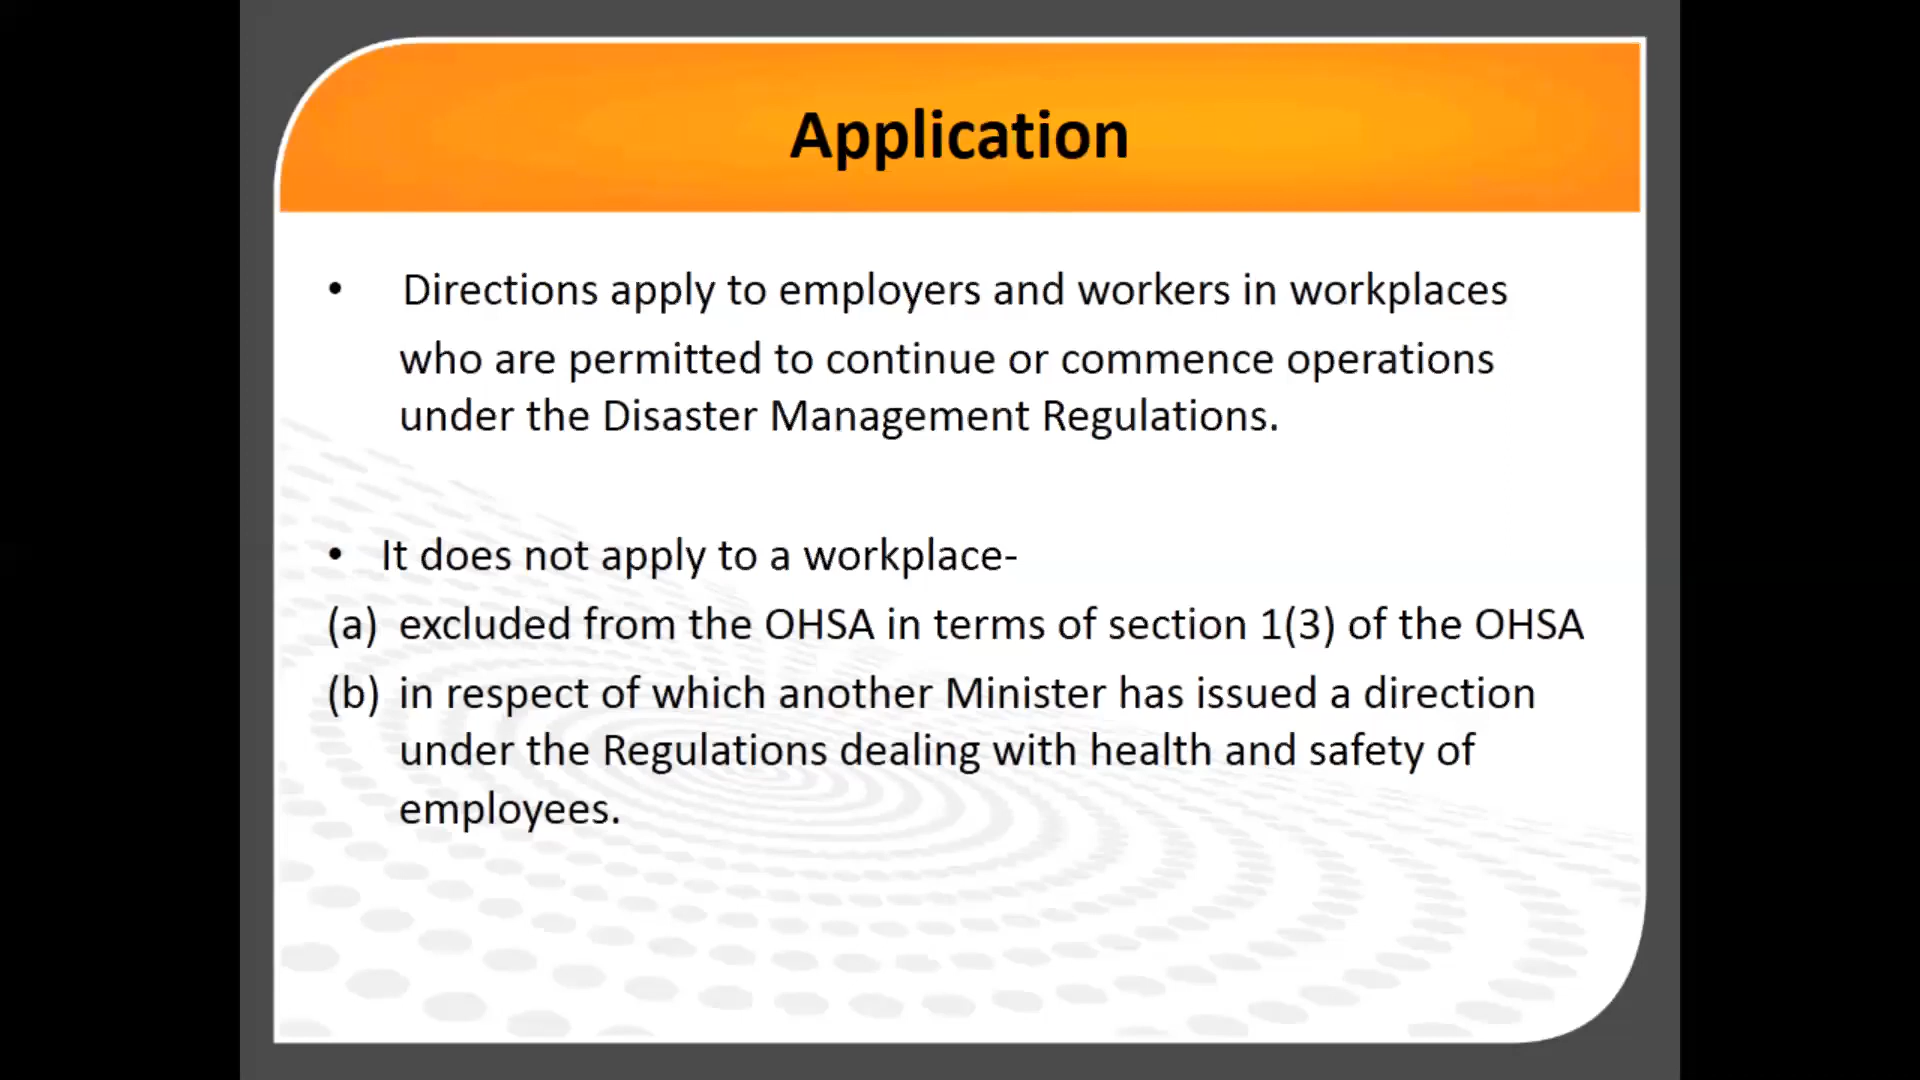 Application
• Directions apply to employers and workers in workplaces
who are permitted to continue or commence operations
under the Disaster Management Regulations.
• It does not apply to a workplace-
(a) excluded from the OHSA in terms of section 1(3) of the OHSA
(b) in respect of which another Minister has issued a direction
under the Regulations dealing with health and safety of
employees.